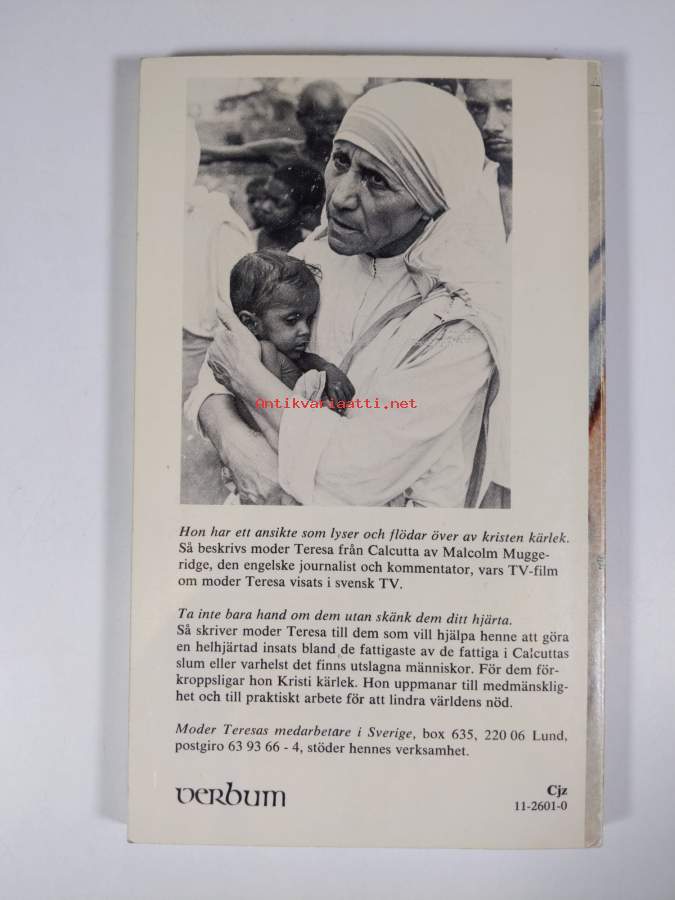 Antikvariaatti.net
Hon har ett ansikte som lyser och flödar över av kristen kärlek.
Så beskrivs moder Teresa från Calcutta av Malcolm Mugge-
ridge, den engelske journalist och kommentator, vars TV-film
om moder Teresa visats i svensk TV.
Ta inte bara hand om dem utan skänk dem ditt hjärta.
Så skriver moder Teresa till dem som vill hjälpa henne att göra
en helhjärtad insats bland de fattigaste av de fattiga i Calcuttas
slum eller varhelst det finns utslagna människor. För dem för-
kroppsligar hon Kristi kärlek. Hon uppmanar till medmänsklig-
het och till praktiskt arbete för att lindra världens nöd.
Moder Teresas medarbetare i Sverige, box 635, 220 06 Lund,
postgiro 63 93 66 - 4, stöder hennes verksamhet.
verbum
Cjz
11-2601-0